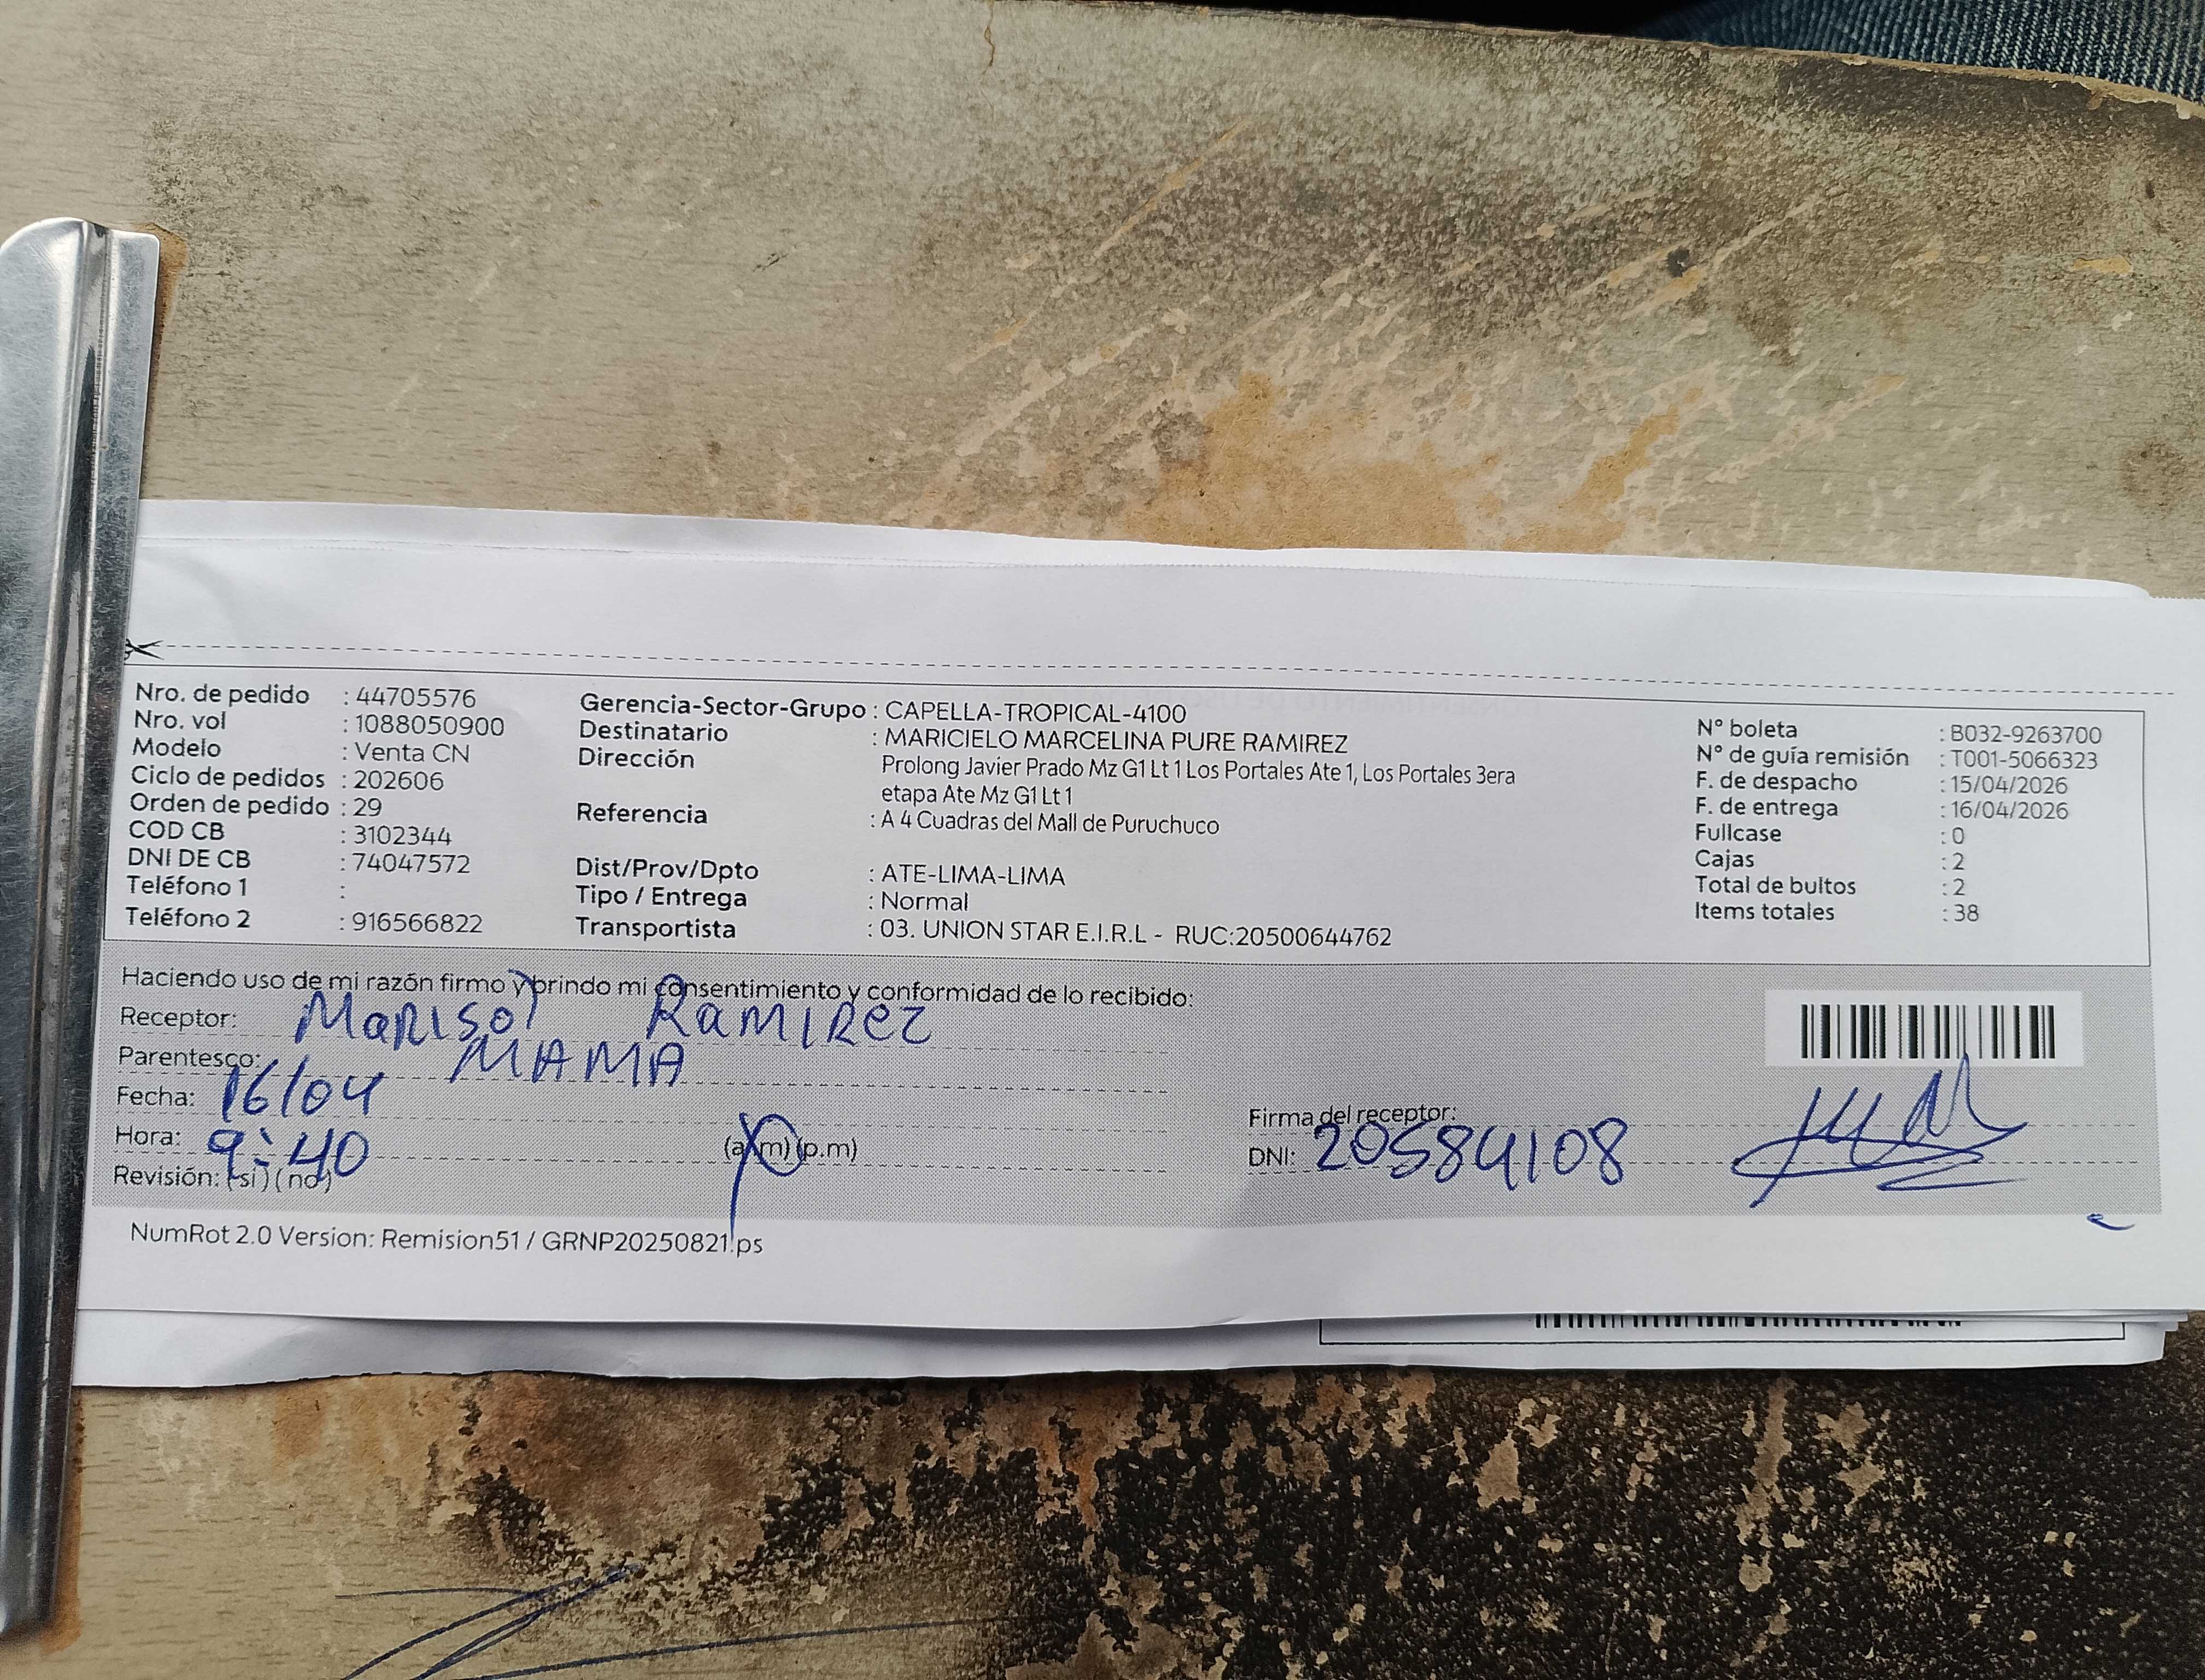 Nro. de pedido : 44705576
Nro. vol : 1088050900
Modelo : Venta CN
Ciclo de pedidos : 202606
Orden de pedido : 29
COD CB : 3102344
DNI DE CB : 74047572
Teléfono 1 :
Teléfono 2 : 916566822
Gerencia-Sector-Grupo : CAPELLA-TROPICAL-4100
Destinatario : MARICIELO MARCELINA PURE RAMIREZ
Dirección Prolong Javier Prado Mz G1 Lt 1 Los Portales Ate 1, Los Portales 3era
etapa Ate Mz G1 Lt 1
Referencia : A 4 Cuadras del Mall de Puruchuco
Dist/Prov/Dpto : ATE-LIMA-LIMA
Tipo / Entrega : Normal
Transportista : 03. UNION STAR E.I.R.L - RUC:20500644762
N° boleta : B032-9263700
N° de guía remisión : T001-5066323
F. de despacho : 15/04/2026
F. de entrega : 16/04/2026
Fullcase : 0
Cajas : 2
Total de bultos : 2
Items totales : 38
Haciendo uso de mi razón firmo y brindo mi consentimiento y conformidad de lo recibido:
Receptor: Marisol Ramirez
Parentesco: MAMA
Fecha: 16/04
Hora: 9:40 (a.m) (p.m)
Revisión: (si) (no)
Firma del receptor:
DNI: 20584108
NumRot 2.0 Version: Remision51 / GRNP20250821.ps